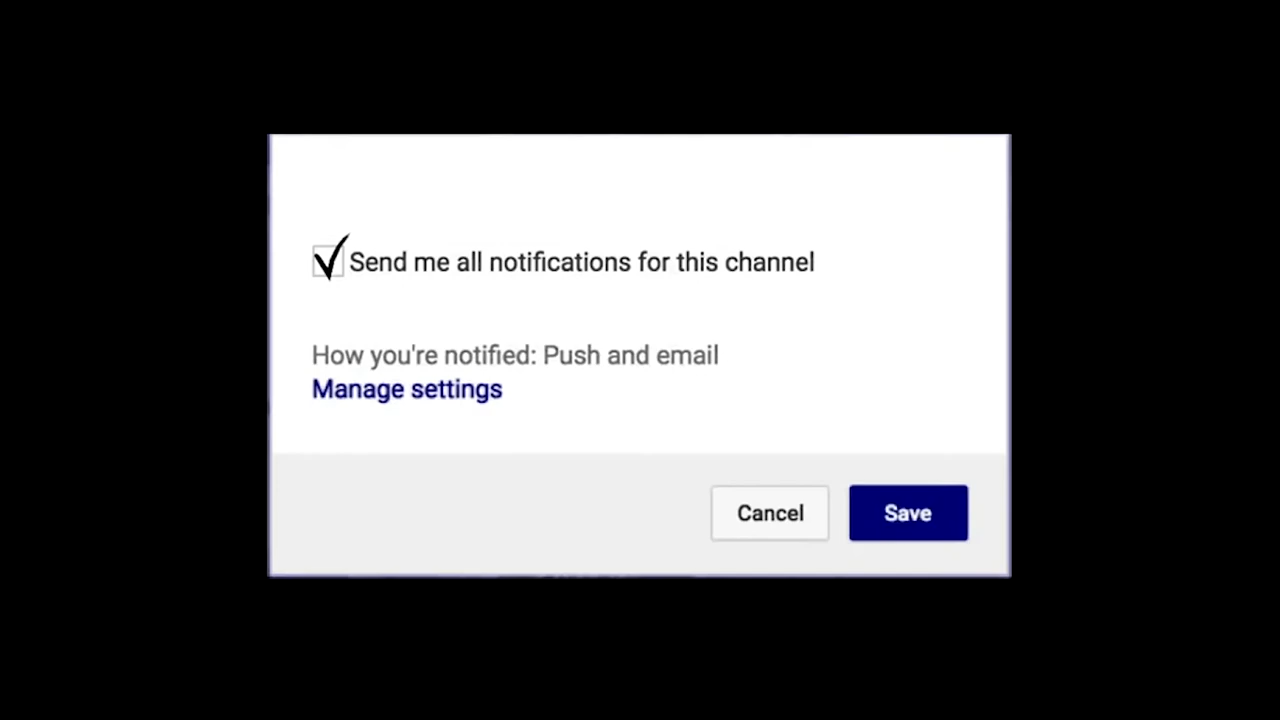 Send me all notifications for this channel
How you're notified: Push and email
Manage settings
Cancel
Save